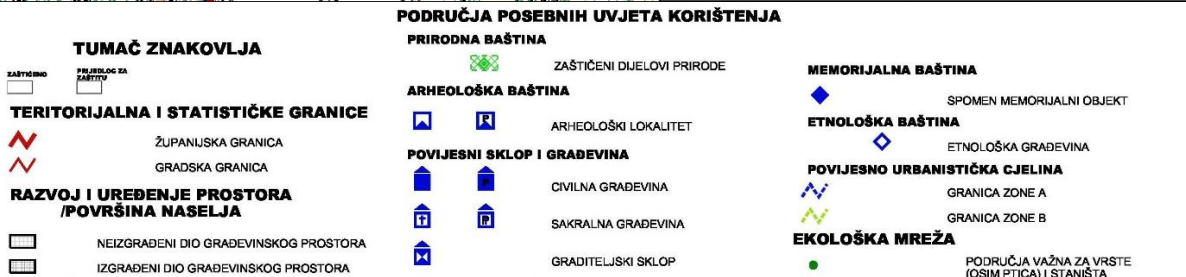 TUMAČ ZNAKOVLJA
ZAŠTIĆENO
PRIJEDLOG ZA
ZAŠTITU
TERITORIJALNA I STATISTIČKE GRANICE
ŽUPANIJSKA GRANICA
GRADSKA GRANICA
RAZVOJ I UREĐENJE PROSTORA
/POVRŠINA NASELJA
NEIZGRAĐENI DIO GRAĐEVINSKOG PROSTORA
IZGRAĐENI DIO GRAĐEVINSKOG PROSTORA
PODRUČJA POSEBNIH UVJETA KORIŠTENJA
PRIRODNA BAŠTINA
ZAŠTIČENI DIJELOVI PRIRODE
ARHEOLOŠKA BAŠTINA
P
ARHEOLOŠKI LOKALITET
POVIJESNI SKLOP I GRAĐEVINA
P
CIVILNA GRAĐEVINA
SAKRALNA GRAĐEVINA
GRADITELJSKI SKLOP
MEMORIJALNA BAŠTINA
SPOMEN MEMORIJALNI OBJEKT
ETNOLOŠKA BAŠTINA
ETNOLOŠKA GRAĐEVINA
POVIJESNO URBANISTIČKA CJELINA
GRANICA ZONE A
GRANICA ZONE B
EKOLOŠKA MREŽA
PODRUČJA VAŽNA ZA VRSTE
(OSIM PTICA) I STANIŠTA